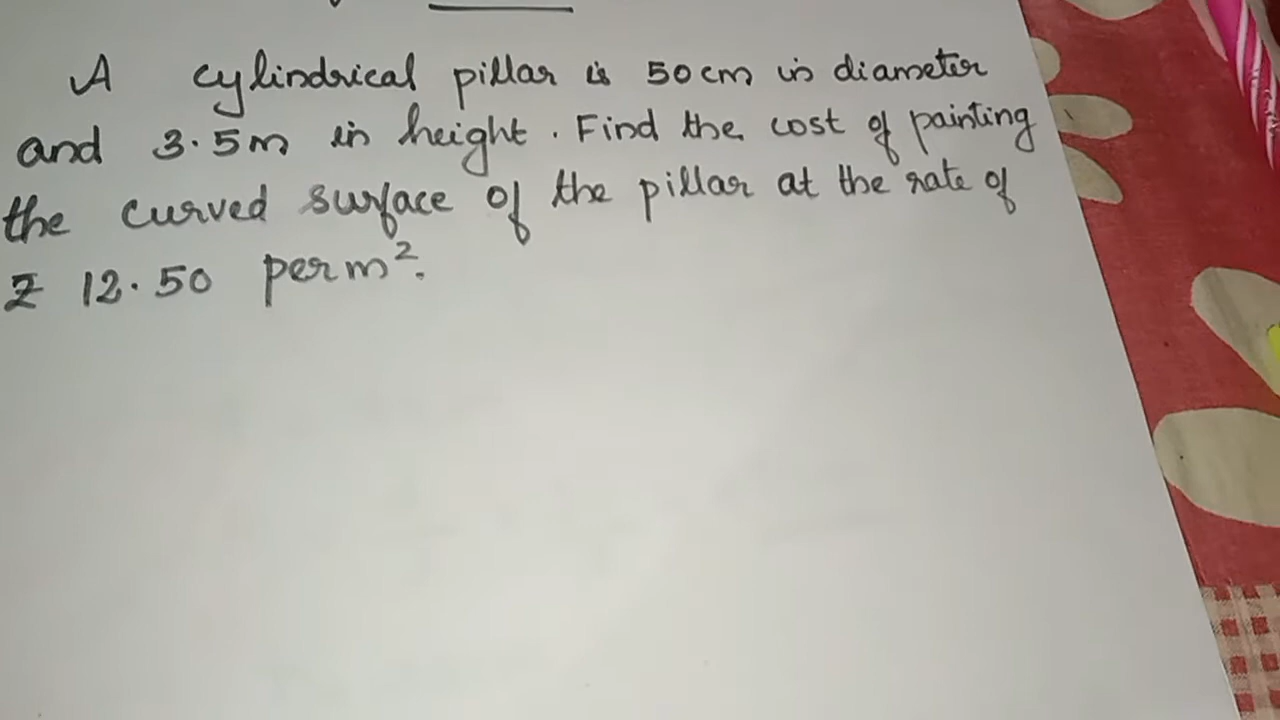 A cylindrical pillar is 50cm in diameter
and 3.5m in height. Find the cost of painting
the curved surface of the pillar at the rate of
₹ 12.50 per m².